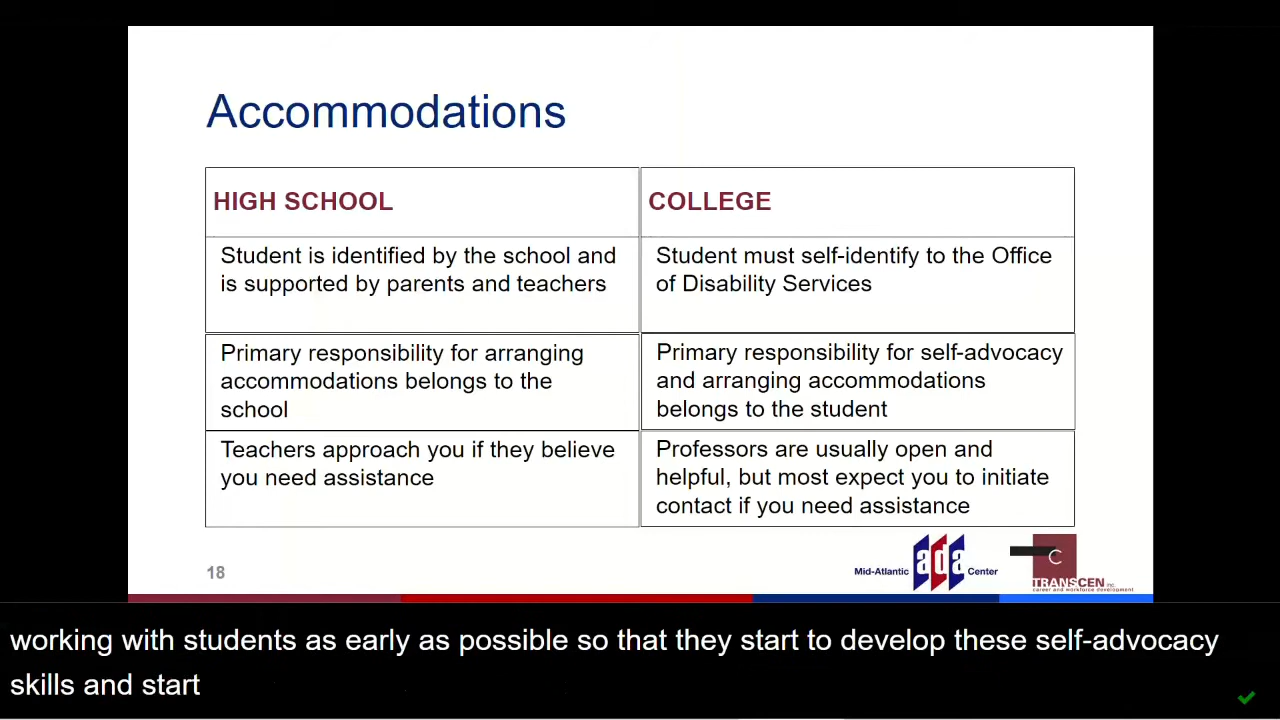 Accommodations
HIGH SCHOOL
COLLEGE
Student is identified by the school and
is supported by parents and teachers
Student must self-identify to the Office
of Disability Services
Primary responsibility for arranging
accommodations belongs to the
school
Primary responsibility for self-advocacy
and arranging accommodations
belongs to the student
Teachers approach you if they believe
you need assistance
Professors are usually open and
helpful, but most expect you to initiate
contact if you need assistance
18
Mid-Atlantic ada Center
C
TRANSCEN inc.
career and workforce development
working with students as early as possible so that they start to develop these self-advocacy
skills and start